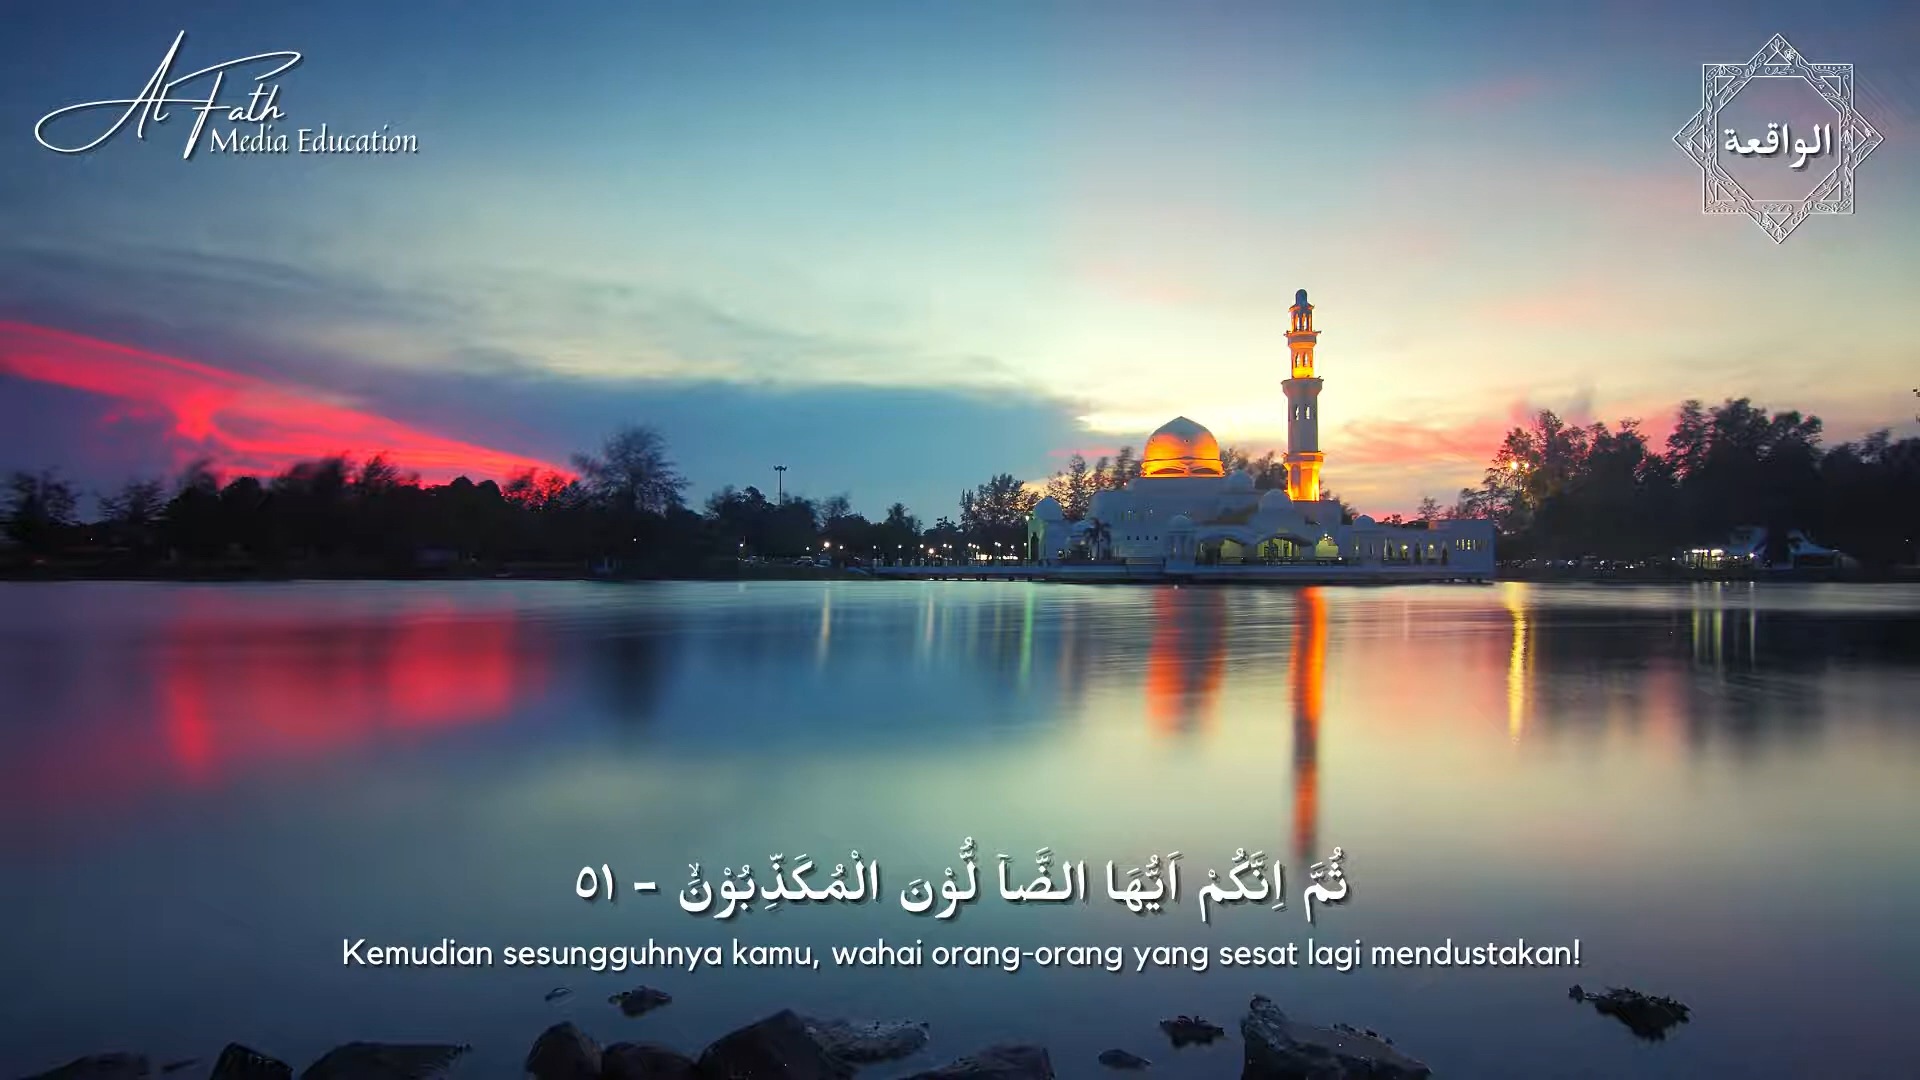 Al Fath
Media Education
الواقعة
ثُمَّ اِنَّكُمْ اَيُّهَا الضَّاۤ لُّوْنَ الْمُكَذِّبُوْنَۙ - ٥١
Kemudian sesungguhnya kamu, wahai orang-orang yang sesat lagi mendustakan!